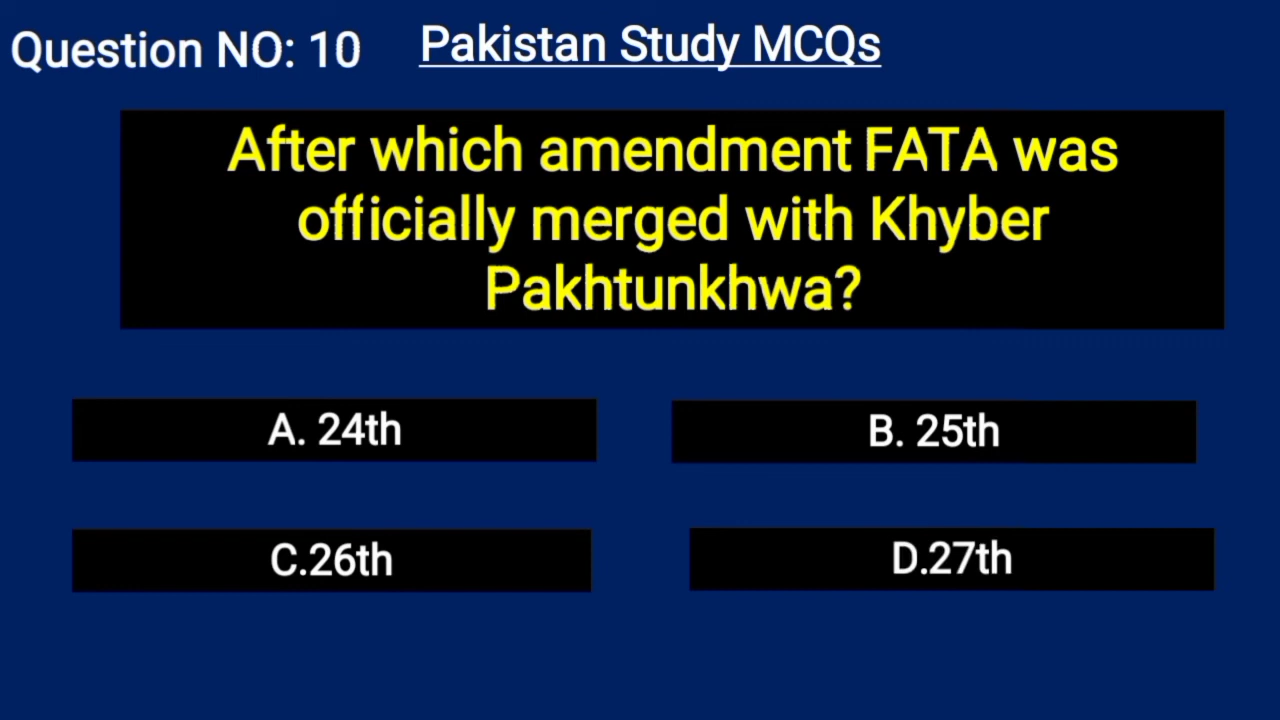 Question NO: 10
Pakistan Study MCQs
After which amendment FATA was
officially merged with Khyber
Pakhtunkhwa?
A. 24th
B. 25th
C.26th
D.27th